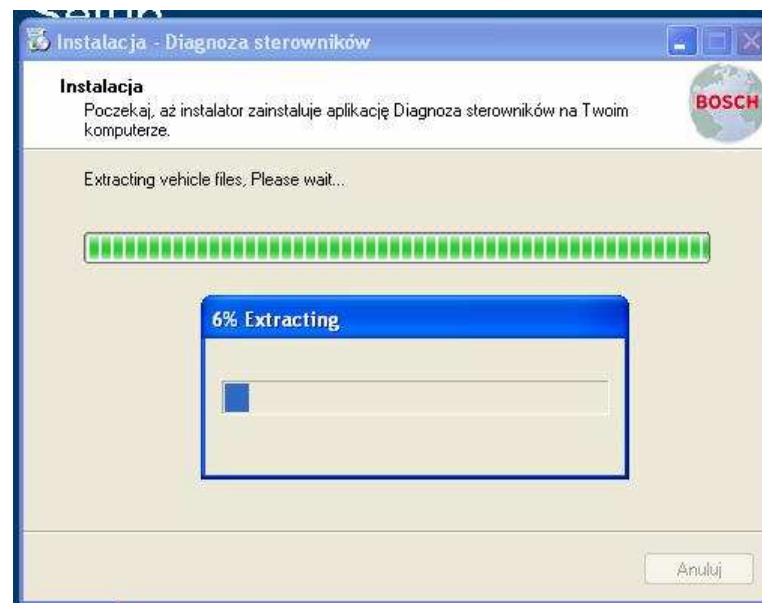 Setup
Instalacja - Diagnoza sterowników
Instalacja
Poczekaj, aż instalator zainstaluje aplikację Diagnoza sterowników na Twoim
komputerze.
BOSCH
Extracting vehicle files, Please wait...
6% Extracting
Anuluj